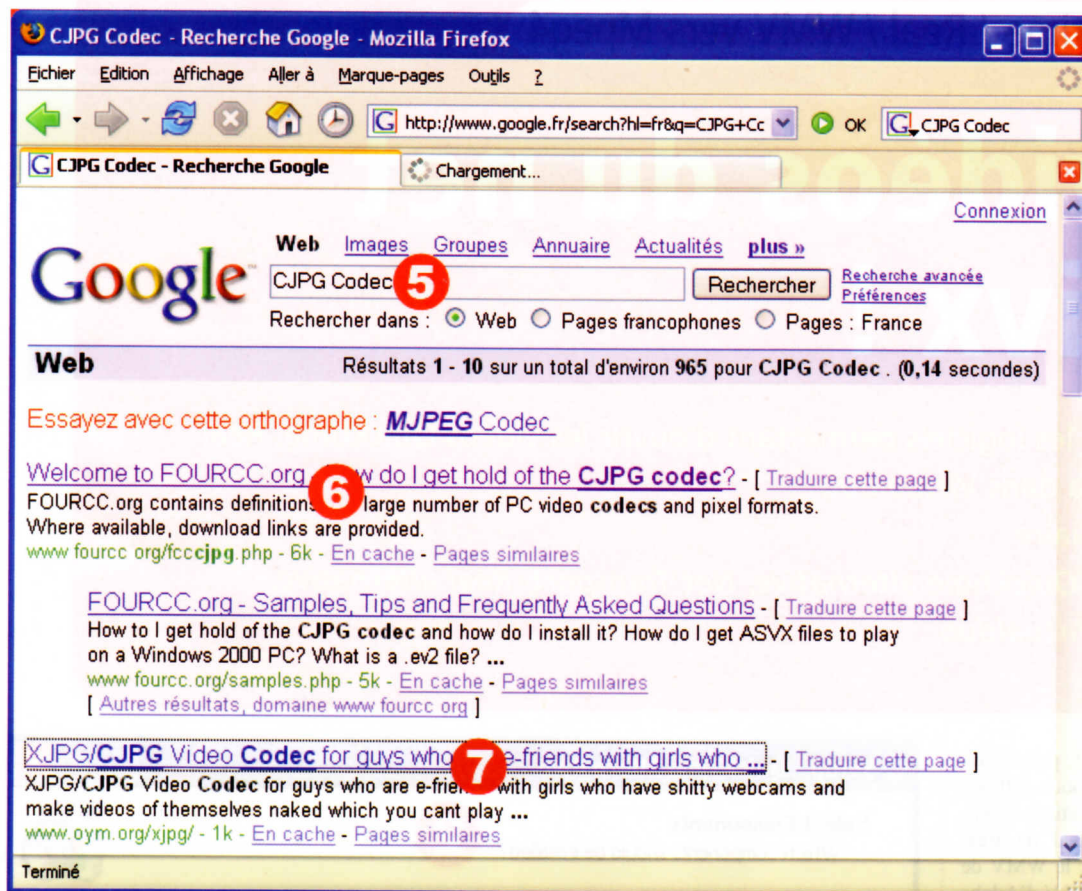 CJPG Codec - Recherche Google - Mozilla Firefox
Fichier Edition Affichage Aller à Marque-pages Outils ?
http://www.google.fr/search?hl=fr&q=CJPG+Cc OK CJPG Codec
CJPG Codec - Recherche Google Chargement...
Connexion
Web Images Groupes Annuaire Actualités plus »
Google
CJPG Codec 5 Rechercher Recherche avancée
Préférences
Rechercher dans : Web Pages francophones Pages : France
Web Résultats 1 - 10 sur un total d'environ 965 pour CJPG Codec . (0,14 secondes)
Essayez avec cette orthographe : MJPEG Codec
Welcome to FOURCC.org 6 do I get hold of the CJPG codec? - [ Traduire cette page ]
FOURCC.org contains definitions large number of PC video codecs and pixel formats.
Where available, download links are provided.
www fourcc org/fcccjpg.php - 6k - En cache - Pages similaires
FOURCC.org - Samples, Tips and Frequently Asked Questions - [ Traduire cette page ]
How to I get hold of the CJPG codec and how do I install it? How do I get ASVX files to play
on a Windows 2000 PC? What is a .ev2 file? ...
www fourcc.org/samples.php - 5k - En cache - Pages similaires
[ Autres résultats, domaine www fourcc org ]
XJPG/CJPG Video Codec for guys who 7 e-friends with girls who ... - [ Traduire cette page ]
XJPG/CJPG Video Codec for guys who are e-frien with girls who have shitty webcams and
make videos of themselves naked which you cant play ...
www.oym.org/xjpg/ - 1k - En cache - Pages similaires
Terminé